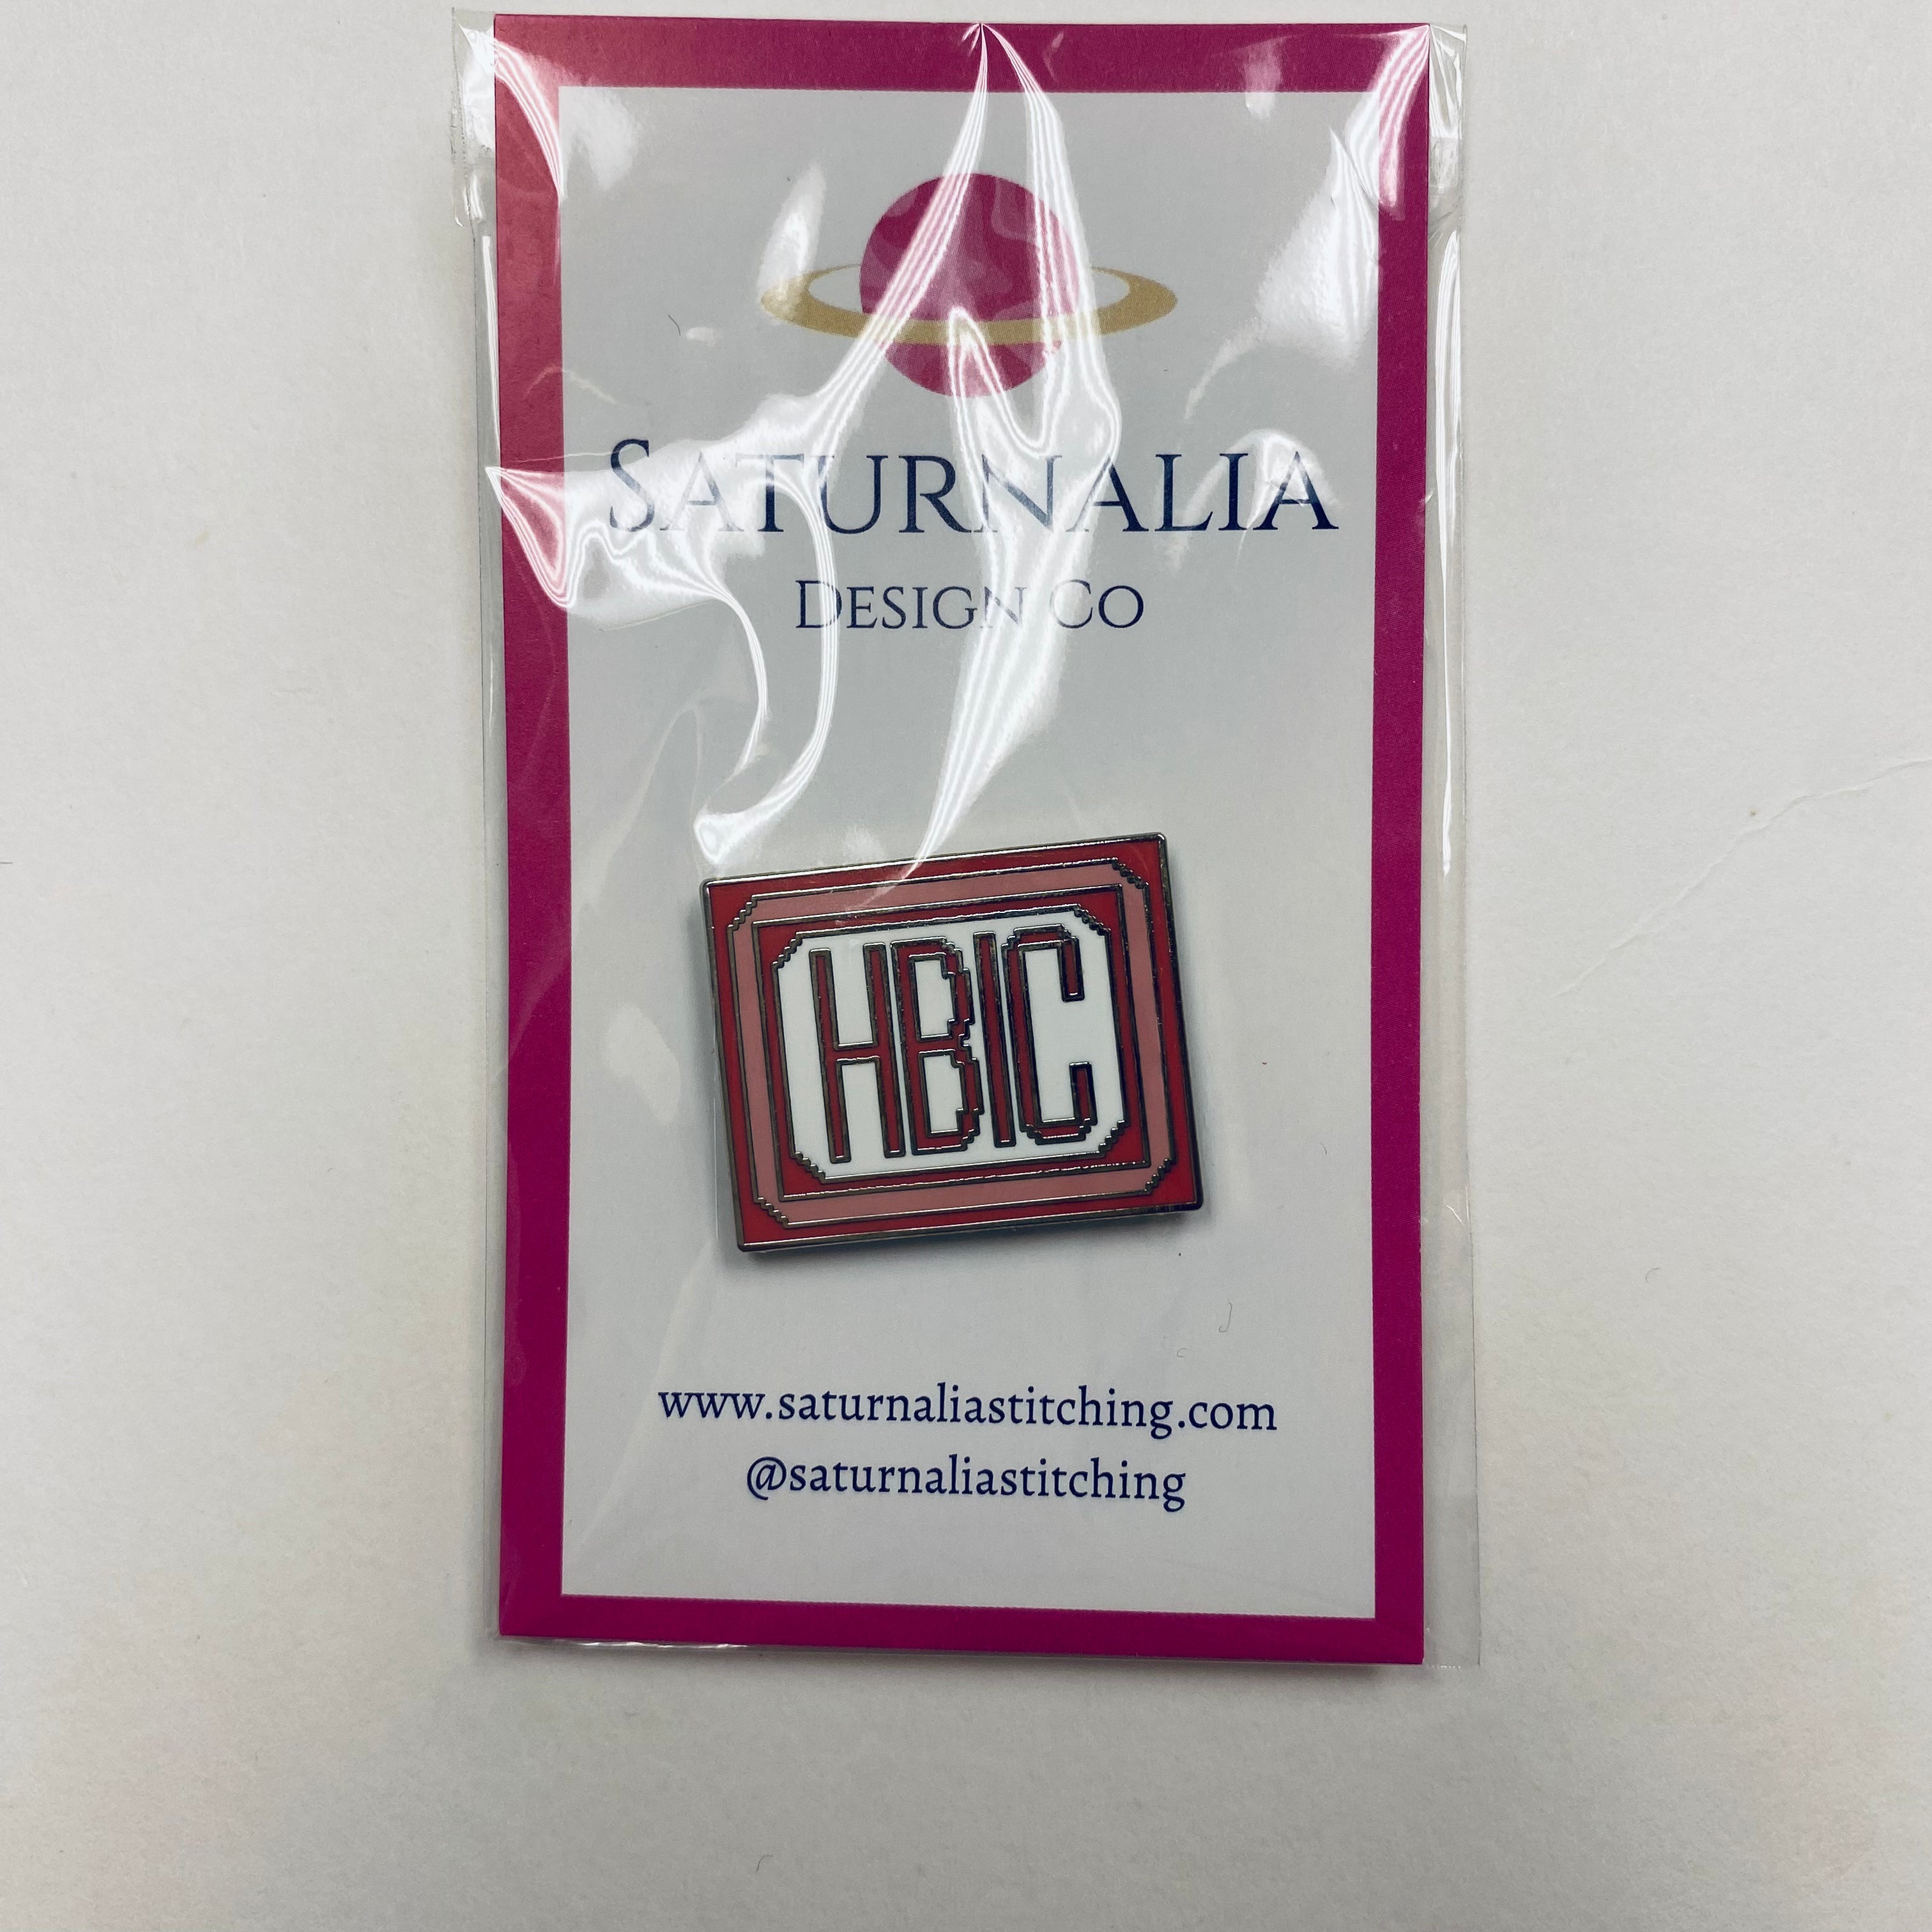 SATURNALIA
DESIGN CO
HBIC
www.saturnaliastitching.com
@saturnaliastitching